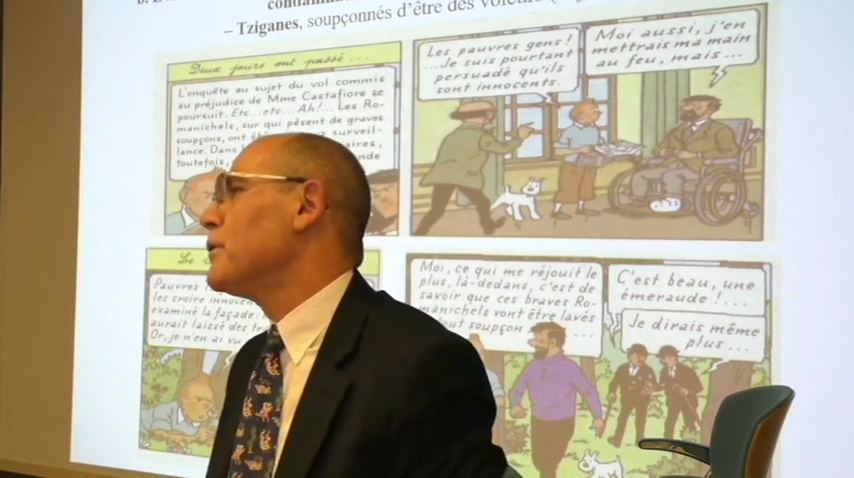 condamn
– Tziganes, soupçonnés d'être des voleurs
Deux jours ont passé...
L'enquête au sujet du vol commis
au préjudice de Mme Castafiore se
poursuit. Etc... etc... Ah!... Les Ro-
manichels, sur qui pèsent de graves
soupçons, ont surveil-
lance. Dans
toutefois,
Les pauvres gens!
...Je suis pourtant
persuadé qu'ils
sont innocents.
Moi aussi, j'en
mettrais ma main
au feu, mais...
Pauvres
les croire innocen
examiné la façade.
aurait laissé des tr
Or, je n'en ai vu
Moi, ce qui me réjouit le
plus, là-dedans, c'est de
savoir que ces braves Ro-
manichels vont être lavés
tout soupçon
C'est beau, une
émeraude!...
Je dirais même
plus...